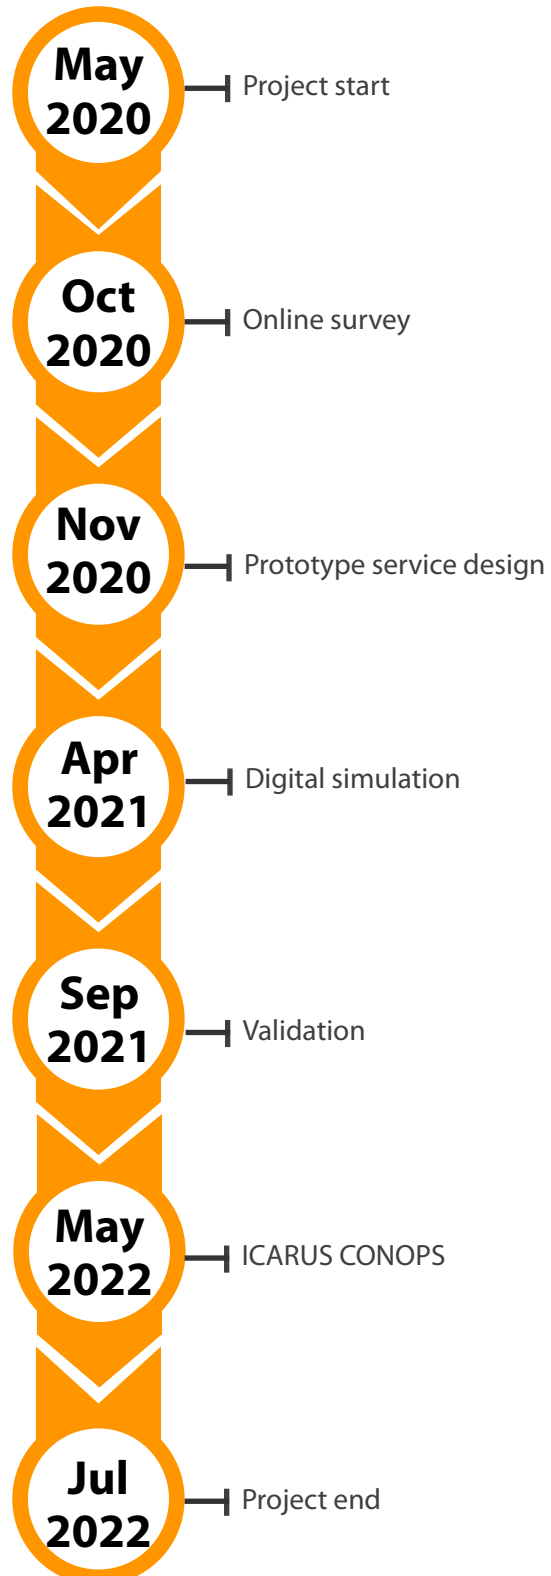 May
2020
Project start
Oct
2020
Online survey
Nov
2020
Prototype service design
Apr
2021
Digital simulation
Sep
2021
Validation
May
2022
ICARUS CONOPS
Jul
2022
Project end